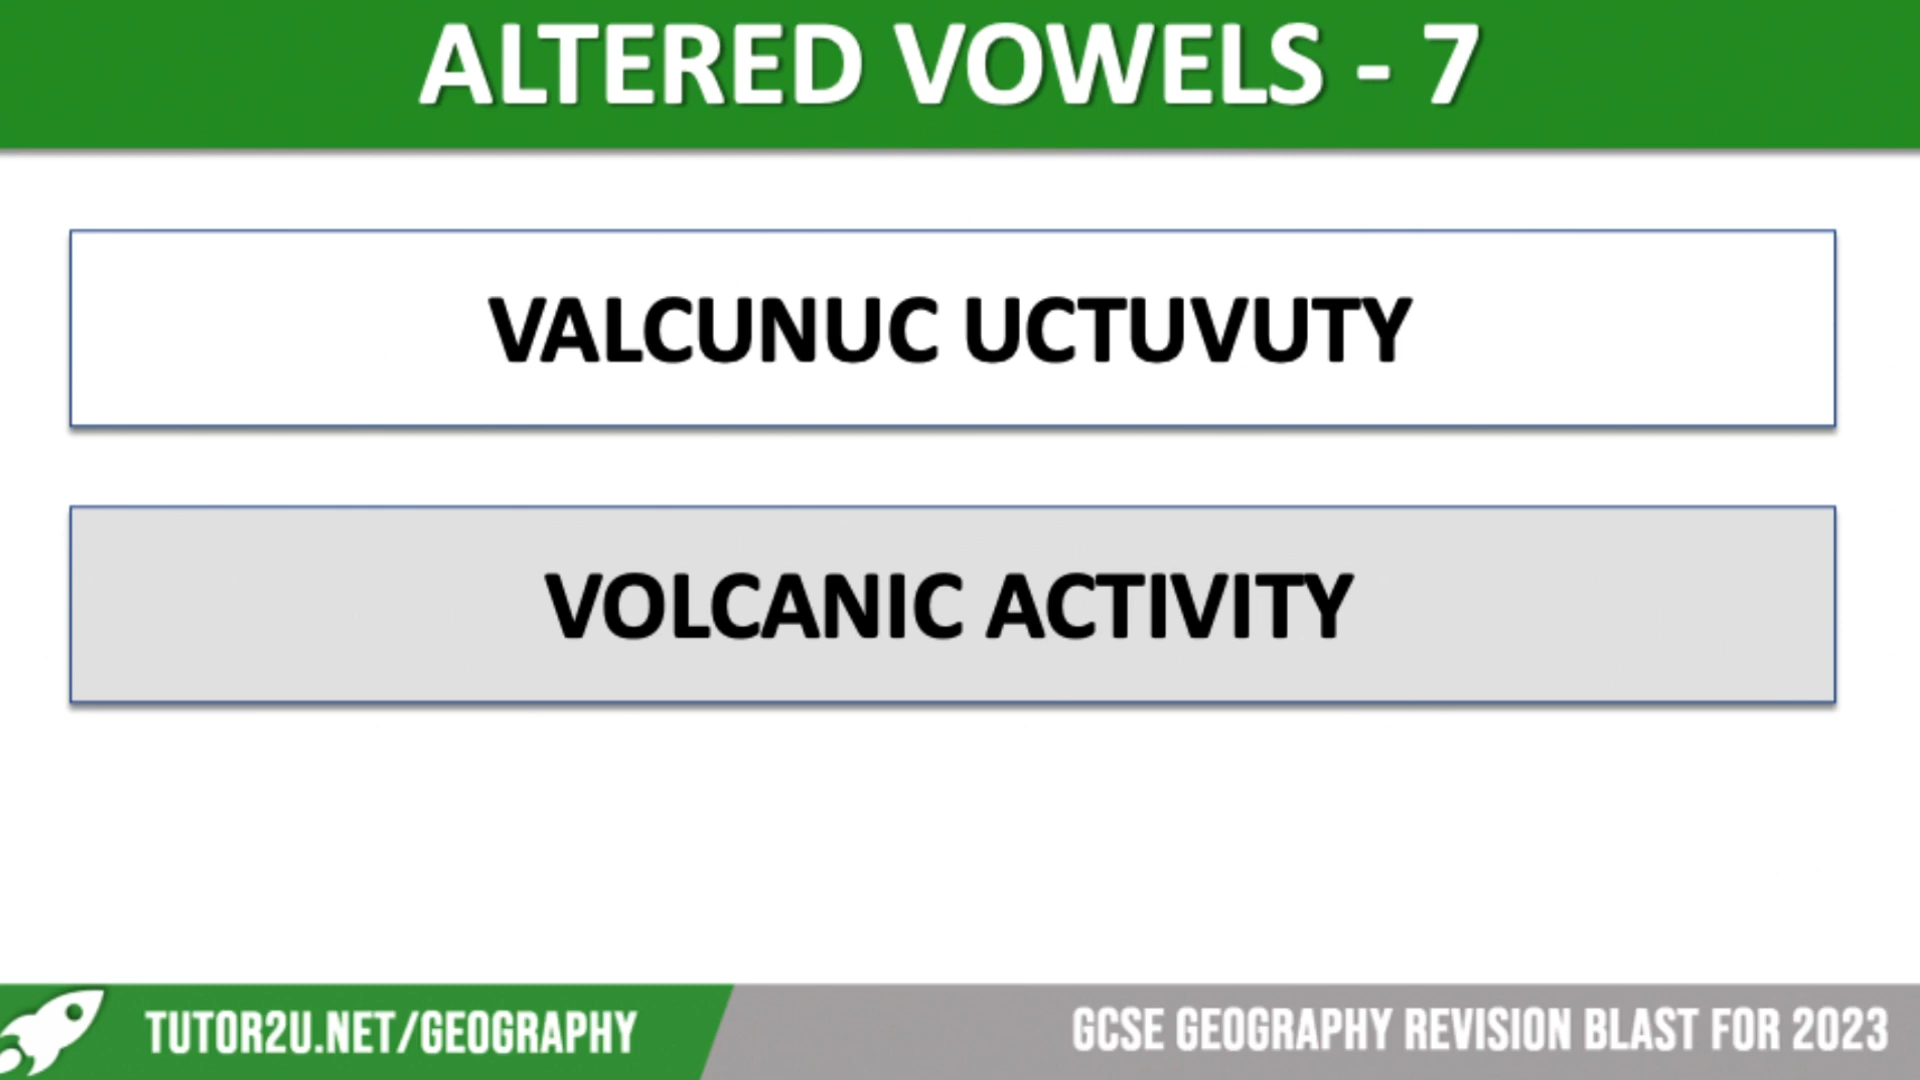 ALTERED VOWELS - 7
VALCUNUC UCTUVUTY
VOLCANIC ACTIVITY
TUTOR2U.NET/GEOGRAPHY
GCSE GEOGRAPHY REVISION BLAST FOR 2023